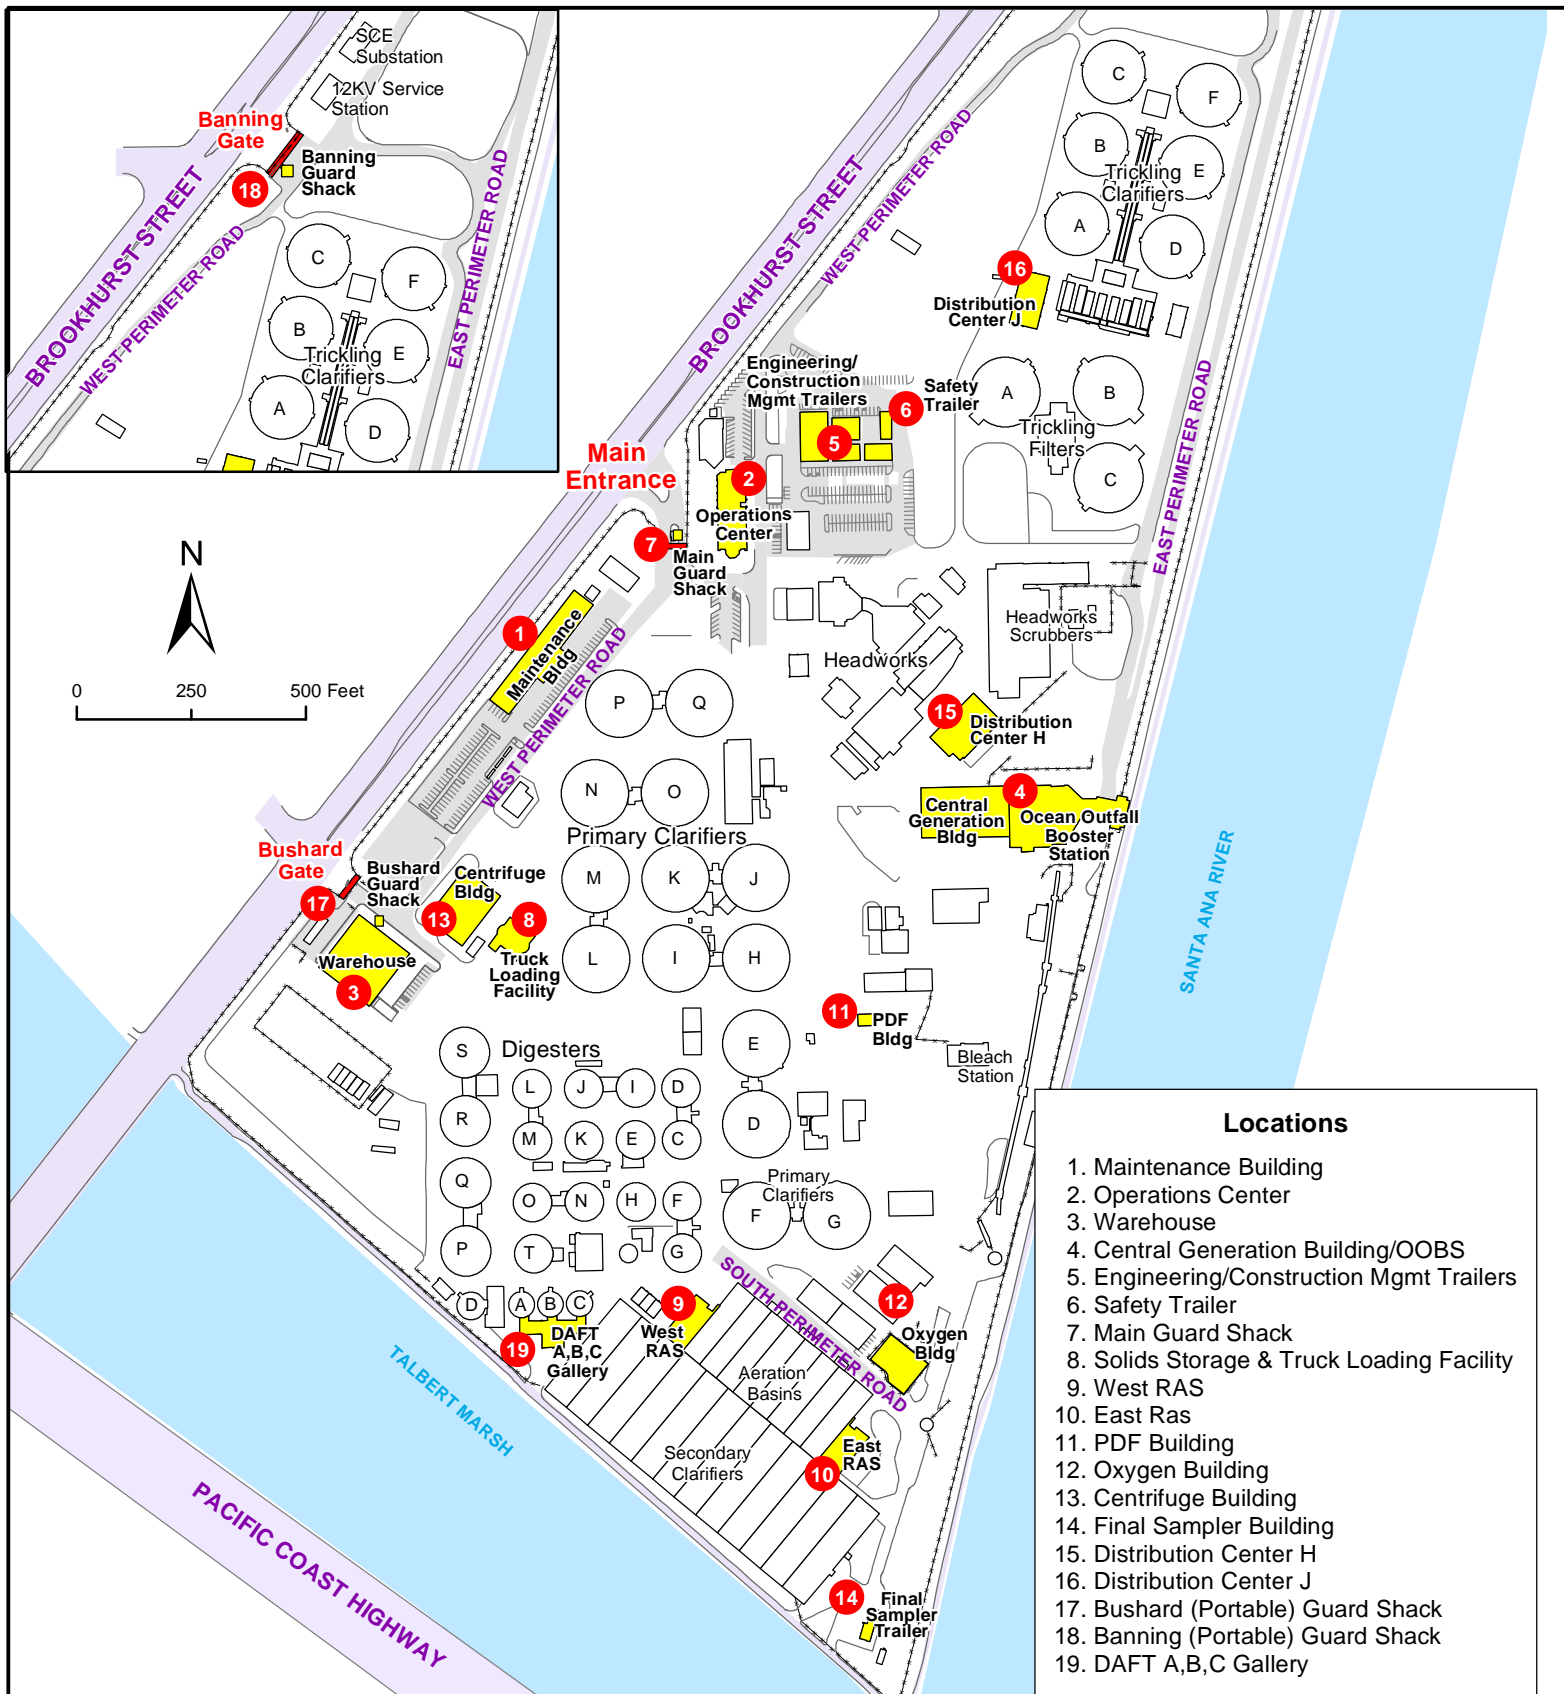 SCE
Substation
12KV Service
Station
Banning
Gate
Banning
Guard
Shack
18
BROOKHURST STREET
WEST PERIMETER ROAD
EAST PERIMETER ROAD
C
F
B
E
Trickling
Clarifiers
A
D
C
F
B
E
Trickling
Clarifiers
A
D
BROOKHURST STREET
WEST PERIMETER ROAD
16
Distribution
Center J
Engineering/
Construction
Mgmt Trailers
Safety
Trailer
6
5
A
B
Trickling
Filters
C
EAST PERIMETER ROAD
Main
Entrance
2
Operations
Center
7
Main
Guard
Shack
N
0
250
500 Feet
1
Maintenance
Bldg
WEST PERIMETER ROAD
Headworks
Scrubbers
Headworks
P
Q
15
Distribution
Center H
N
O
Primary Clarifiers
4
Central
Generation
Bldg
Ocean Outfall
Booster
Station
Bushard
Gate
Bushard
Guard
Shack
17
Centrifuge
Bldg
13
8
Truck
Loading
Facility
Warehouse
3
M
K
J
L
I
H
SANTA ANA RIVER
11
PDF
Bldg
Bleach
Station
E
D
S
Digesters
L
J
I
D
R
M
K
E
C
Q
O
N
H
F
P
T
G
Primary
Clarifiers
F
G
SOUTH PERIMETER ROAD
12
Oxygen
Bldg
D
A
B
C
DAFT
A,B,C
Gallery
19
9
West
RAS
Aeration
Basins
Secondary
Clarifiers
East
RAS
10
TALBERT MARSH
PACIFIC COAST HIGHWAY
14
Final
Sampler
Trailer
Locations
1. Maintenance Building
2. Operations Center
3. Warehouse
4. Central Generation Building/OOBS
5. Engineering/Construction Mgmt Trailers
6. Safety Trailer
7. Main Guard Shack
8. Solids Storage & Truck Loading Facility
9. West RAS
10. East Ras
11. PDF Building
12. Oxygen Building
13. Centrifuge Building
14. Final Sampler Building
15. Distribution Center H
16. Distribution Center J
17. Bushard (Portable) Guard Shack
18. Banning (Portable) Guard Shack
19. DAFT A,B,C Gallery